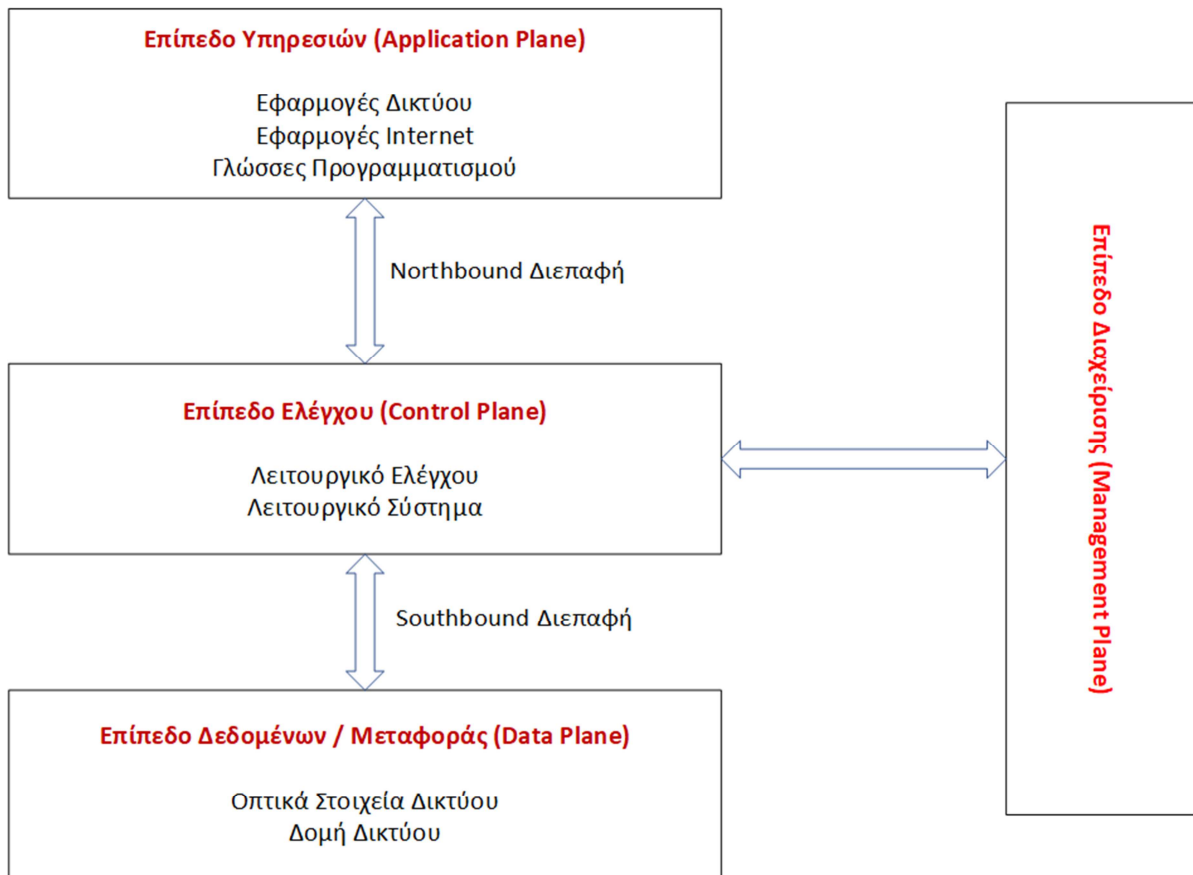 Επίπεδο Υπηρεσιών (Application Plane)
Εφαρμογές Δικτύου
Εφαρμογές Internet
Γλώσσες Προγραμματισμού
Northbound Διεπαφή
Επίπεδο Ελέγχου (Control Plane)
Λειτουργικό Ελέγχου
Λειτουργικό Σύστημα
Southbound Διεπαφή
Επίπεδο Δεδομένων / Μεταφοράς (Data Plane)
Οπτικά Στοιχεία Δικτύου
Δομή Δικτύου
Επίπεδο Διαχείρισης (Management Plane)